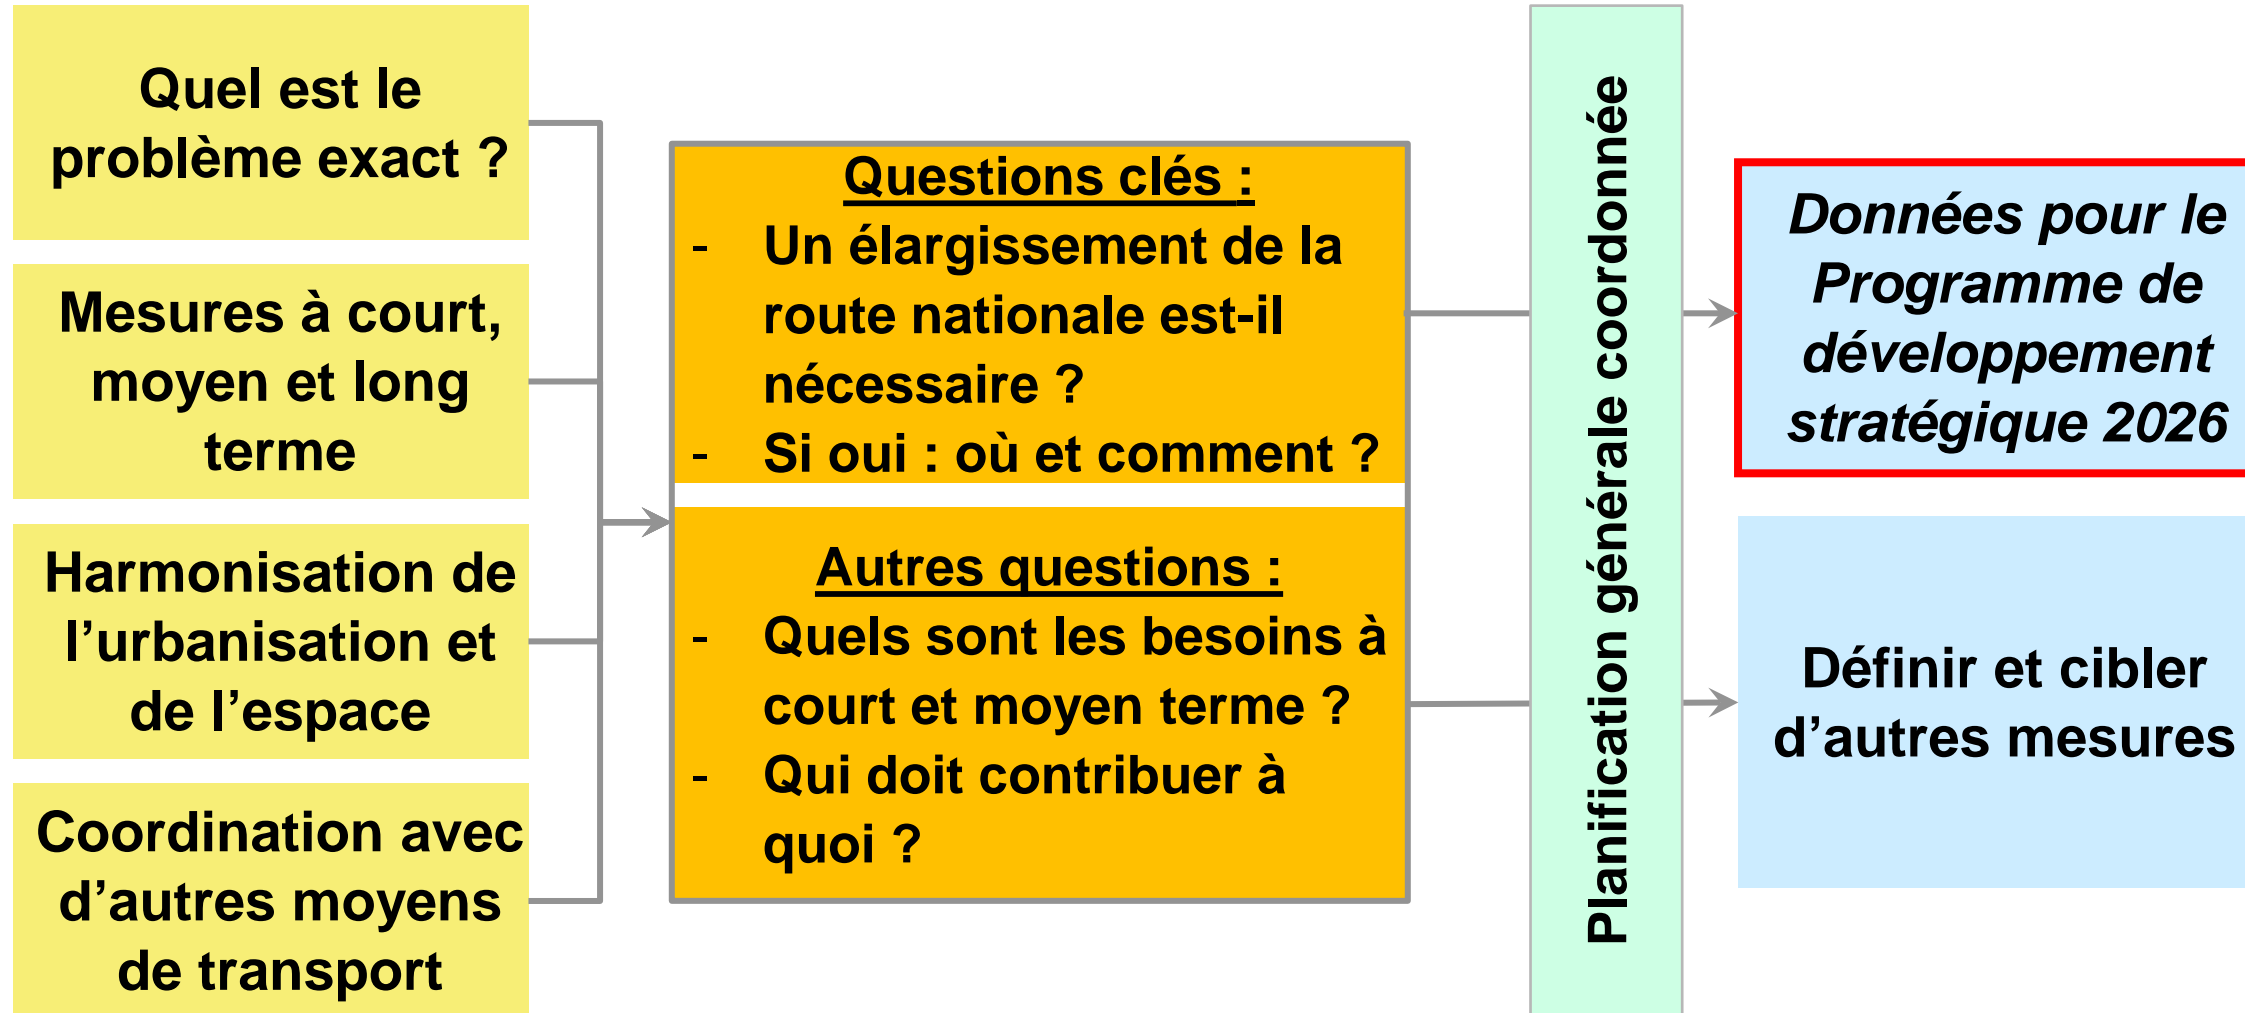 Quel est le
problème exact ?
Mesures à court,
moyen et long
terme
Harmonisation de
l’urbanisation et
de l’espace
Coordination avec
d’autres moyens
de transport
Questions clés :
- Un élargissement de la
route nationale est-il
nécessaire ?
- Si oui : où et comment ?
Autres questions :
- Quels sont les besoins à
court et moyen terme ?
- Qui doit contribuer à
quoi ?
Planification générale coordonnée
Données pour le
Programme de
développement
stratégique 2026
Définir et cibler
d’autres mesures